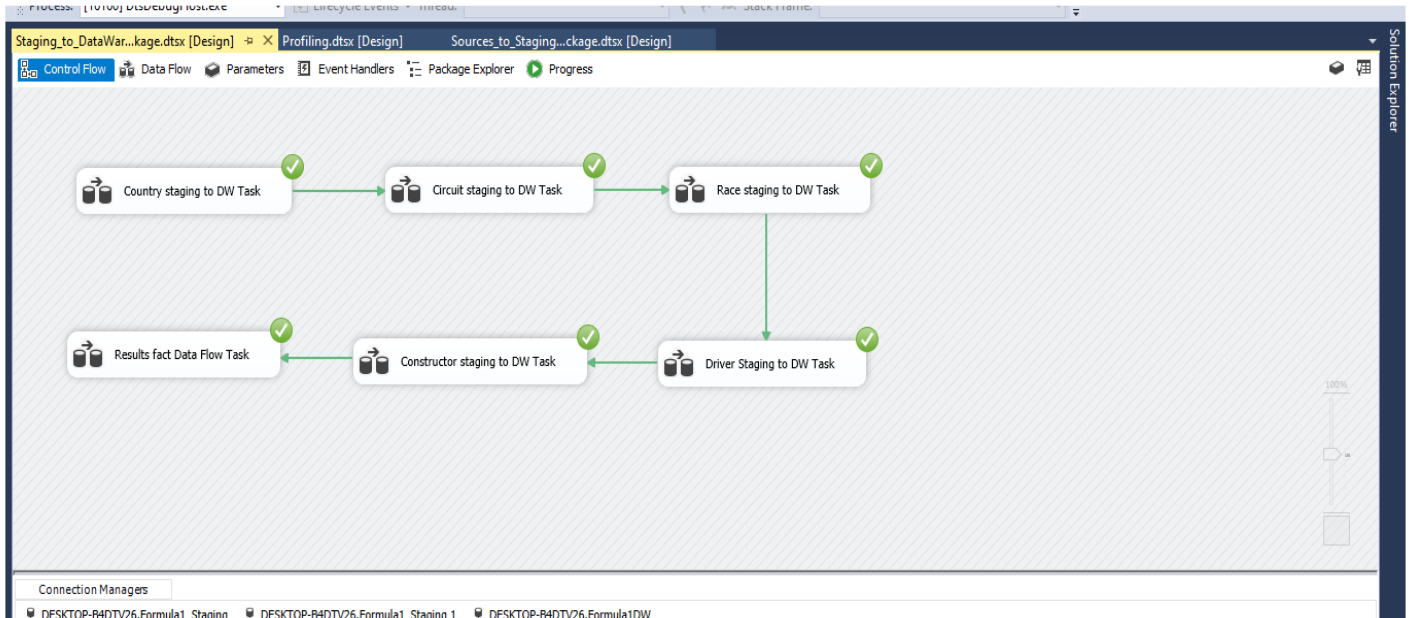 Process: [10100] DtsDebugHost.exe Lifecycle Events Thread: Stack Frame:
Staging_to_DataWar...kage.dtsx [Design] Profiling.dtsx [Design] Sources_to_Staging...ckage.dtsx [Design]
Solution Explorer
Control Flow Data Flow Parameters Event Handlers Package Explorer Progress
Country staging to DW Task Circuit staging to DW Task Race staging to DW Task
Results fact Data Flow Task Constructor staging to DW Task Driver Staging to DW Task
100%
Connection Managers
DESKTOP-B4DTV26.Formula1_Staging DESKTOP-B4DTV26.Formula1_Staging 1 DESKTOP-B4DTV26.Formula1DW